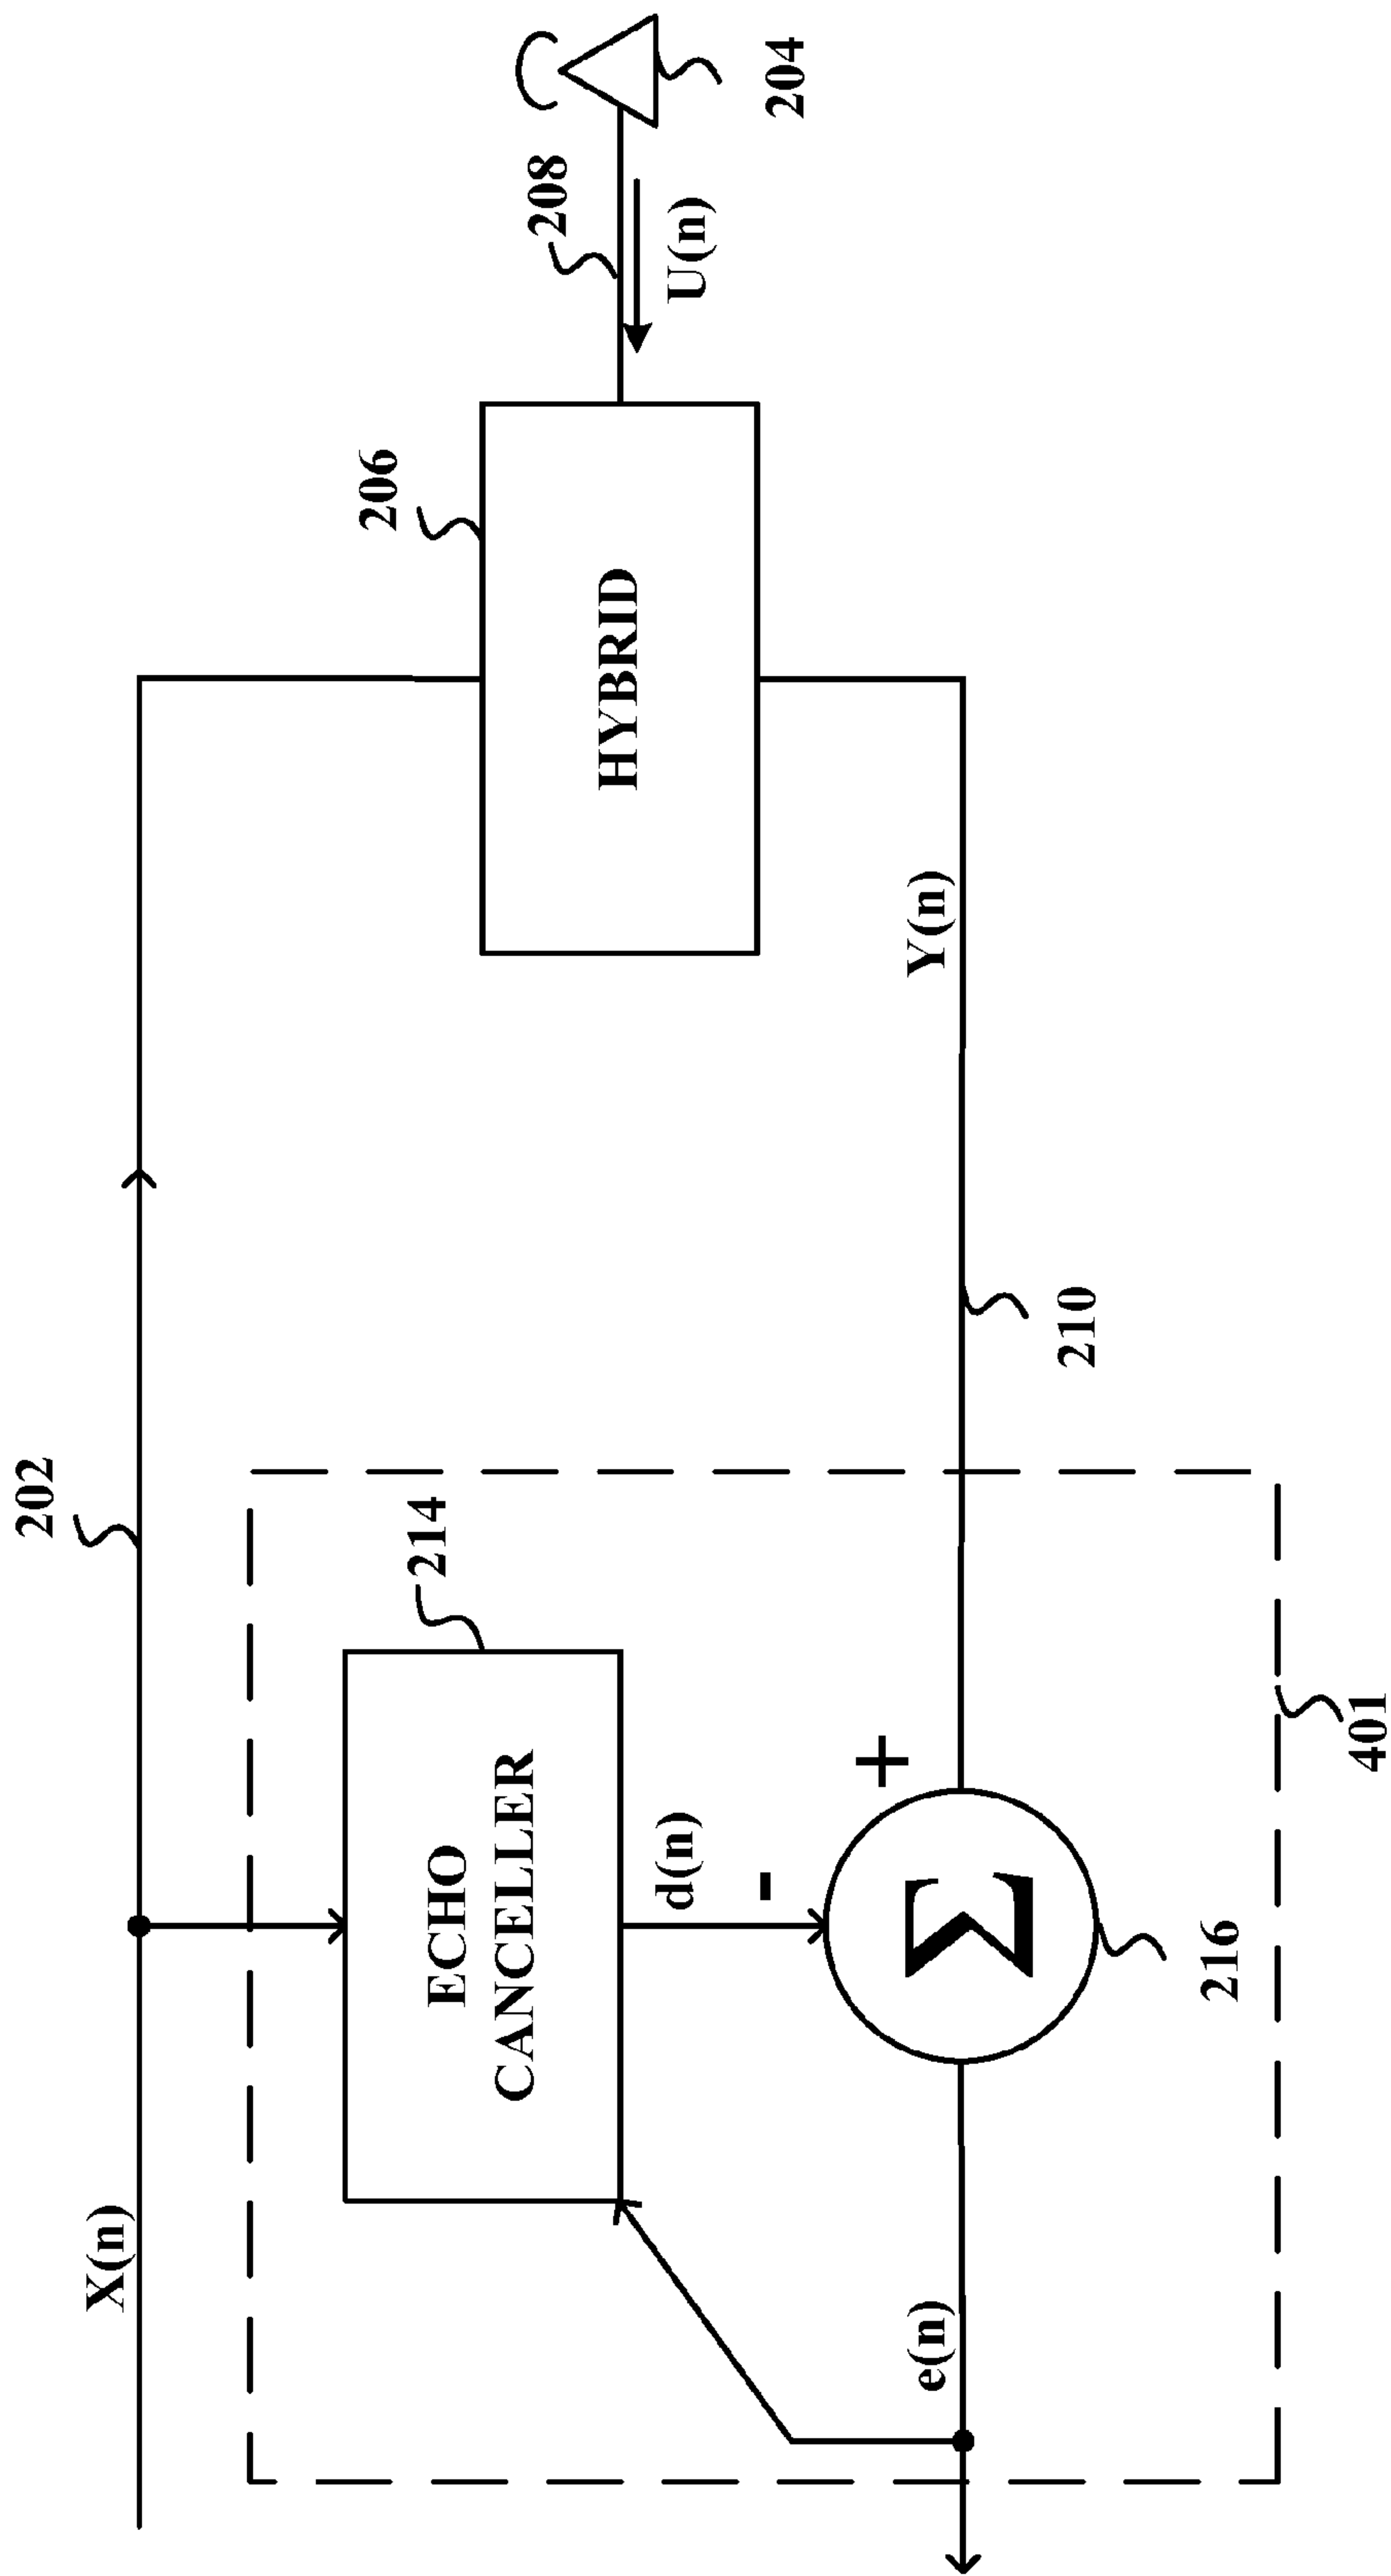 202
X(n)
214
ECHO
CANCELLER
d(n)
-
+
Σ
216
e(n)
401
210
Y(n)
206
HYBRID
208
U(n)
204